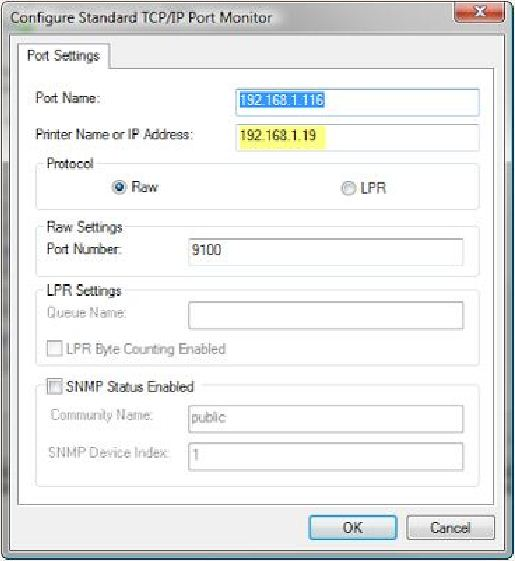 Configure Standard TCP/IP Port Monitor
Port Settings
Port Name: 192.168.1.116
Printer Name or IP Address: 192.168.1.19
Protocol
Raw LPR
Raw Settings
Port Number: 9100
LPR Settings
Queue Name:
LPR Byte Counting Enabled
SNMP Status Enabled
Community Name: public
SNMP Device Index: 1
OK Cancel